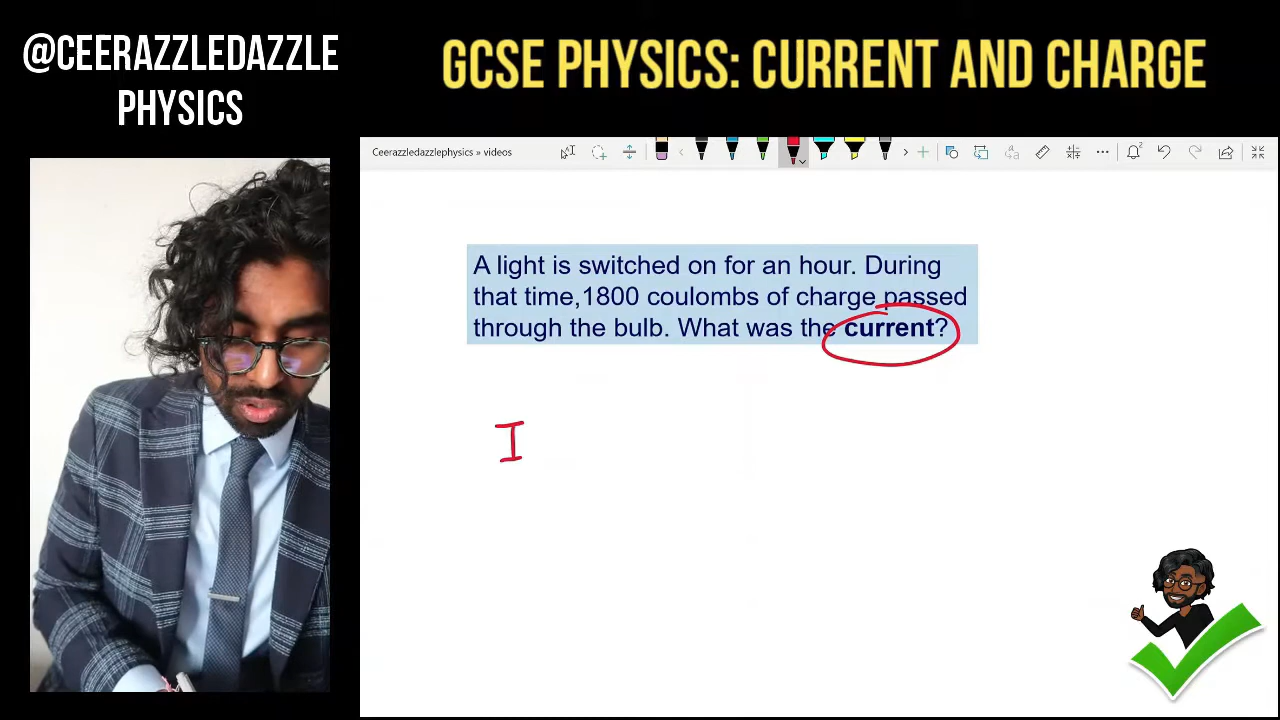 @CEERAZZLEDAZZLE
PHYSICS
GCSE PHYSICS: CURRENT AND CHARGE
Ceerazzledazzlephysics » videos
A light is switched on for an hour. During
that time,1800 coulombs of charge passed
through the bulb. What was the current?
I